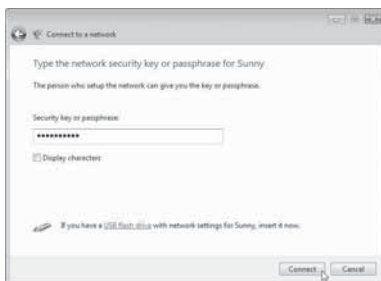 Connect to a network
Type the network security key or passphrase for Sunny
The person who setup the network can give you the key or passphrase.
Security key or passphrase:
••••••••••
Display characters
If you have a USB flash drive with network settings for Sunny, insert it now.
Connect Cancel